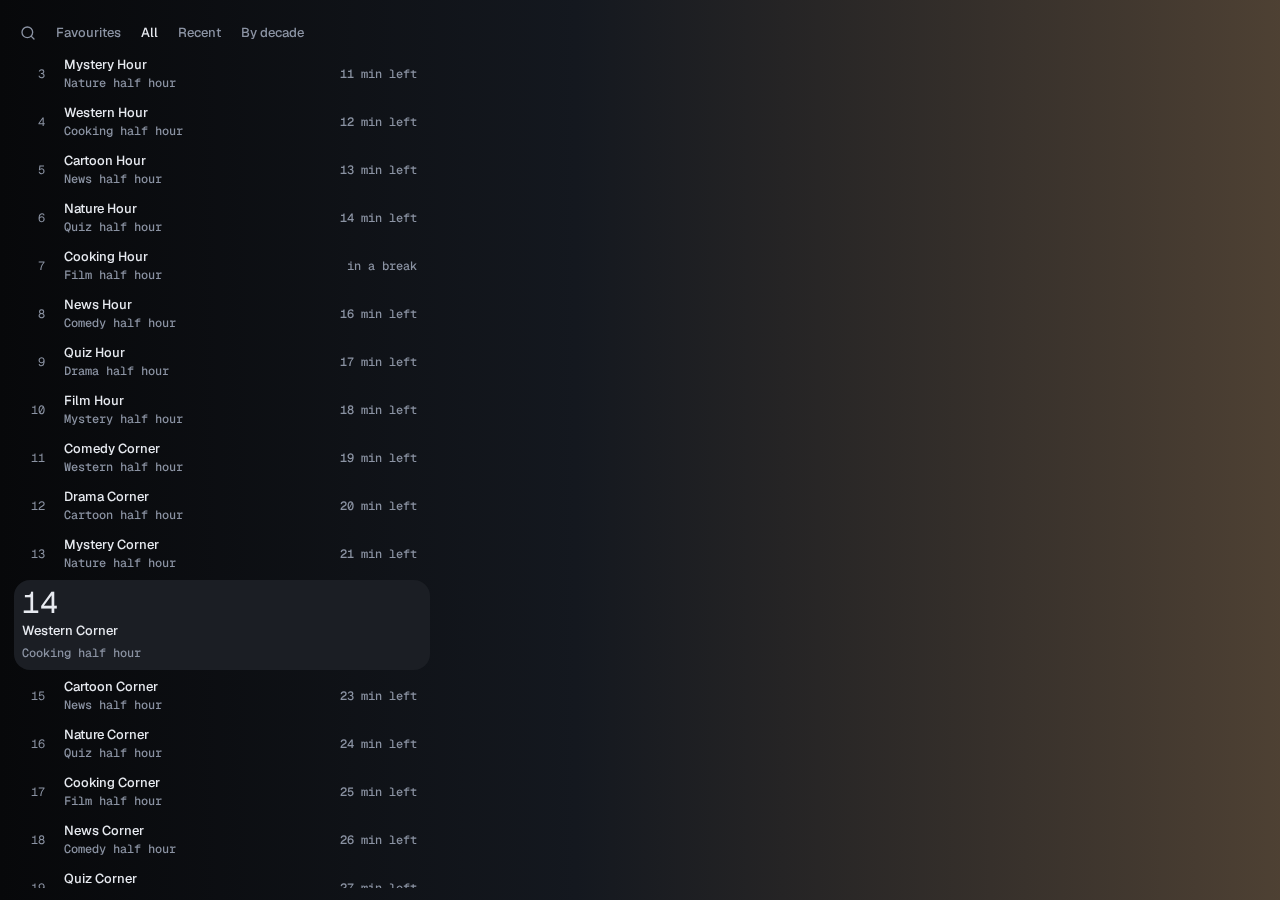 Favourites All Recent By decade
3 Mystery Hour 11 min left
Nature half hour
4 Western Hour 12 min left
Cooking half hour
5 Cartoon Hour 13 min left
News half hour
6 Nature Hour 14 min left
Quiz half hour
7 Cooking Hour in a break
Film half hour
8 News Hour 16 min left
Comedy half hour
9 Quiz Hour 17 min left
Drama half hour
10 Film Hour 18 min left
Mystery half hour
11 Comedy Corner 19 min left
Western half hour
12 Drama Corner 20 min left
Cartoon half hour
13 Mystery Corner 21 min left
Nature half hour
14
Western Corner
Cooking half hour
15 Cartoon Corner 23 min left
News half hour
16 Nature Corner 24 min left
Quiz half hour
17 Cooking Corner 25 min left
Film half hour
18 News Corner 26 min left
Comedy half hour
19 Quiz Corner 27 min left